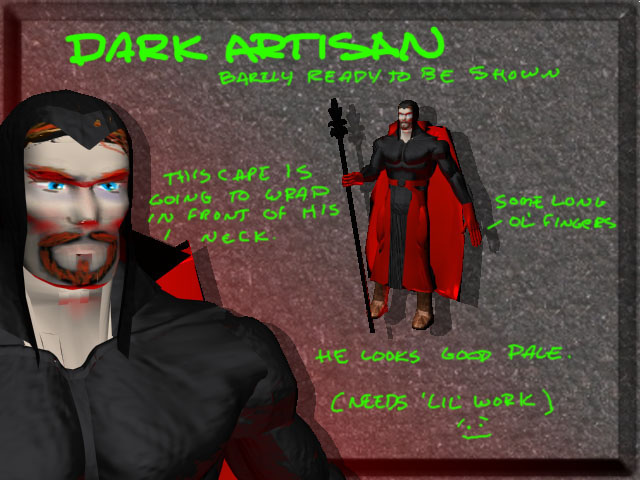 DARK ARTISAN
BARILY READY TO BE SHOWN
THIS CAPE IS
GOING TO WRAP
IN FRONT OF HIS
NECK
SOME LONG
OL' FINGERS
HE LOOKS GOOD PALE.
(NEEDS 'LIL' WORK)